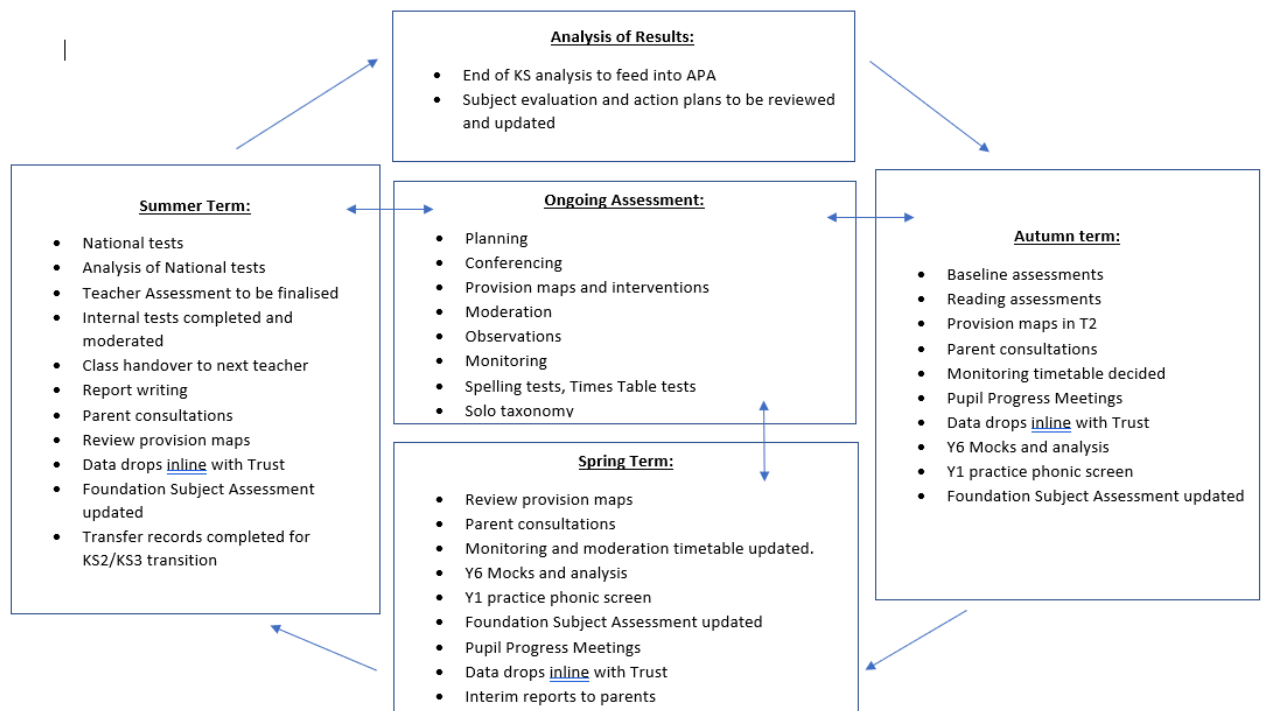 Analysis of Results:
• End of KS analysis to feed into APA
• Subject evaluation and action plans to be reviewed
and updated
Summer Term:
• National tests
• Analysis of National tests
• Teacher Assessment to be finalised
• Internal tests completed and
moderated
• Class handover to next teacher
• Report writing
• Parent consultations
• Review provision maps
• Data drops inline with Trust
• Foundation Subject Assessment
updated
• Transfer records completed for
KS2/KS3 transition
Ongoing Assessment:
• Planning
• Conferencing
• Provision maps and interventions
• Moderation
• Observations
• Monitoring
• Spelling tests, Times Table tests
• Solo taxonomy
Autumn term:
• Baseline assessments
• Reading assessments
• Provision maps in T2
• Parent consultations
• Monitoring timetable decided
• Pupil Progress Meetings
• Data drops inline with Trust
• Y6 Mocks and analysis
• Y1 practice phonic screen
• Foundation Subject Assessment updated
Spring Term:
• Review provision maps
• Parent consultations
• Monitoring and moderation timetable updated.
• Y6 Mocks and analysis
• Y1 practice phonic screen
• Foundation Subject Assessment updated
• Pupil Progress Meetings
• Data drops inline with Trust
• Interim reports to parents